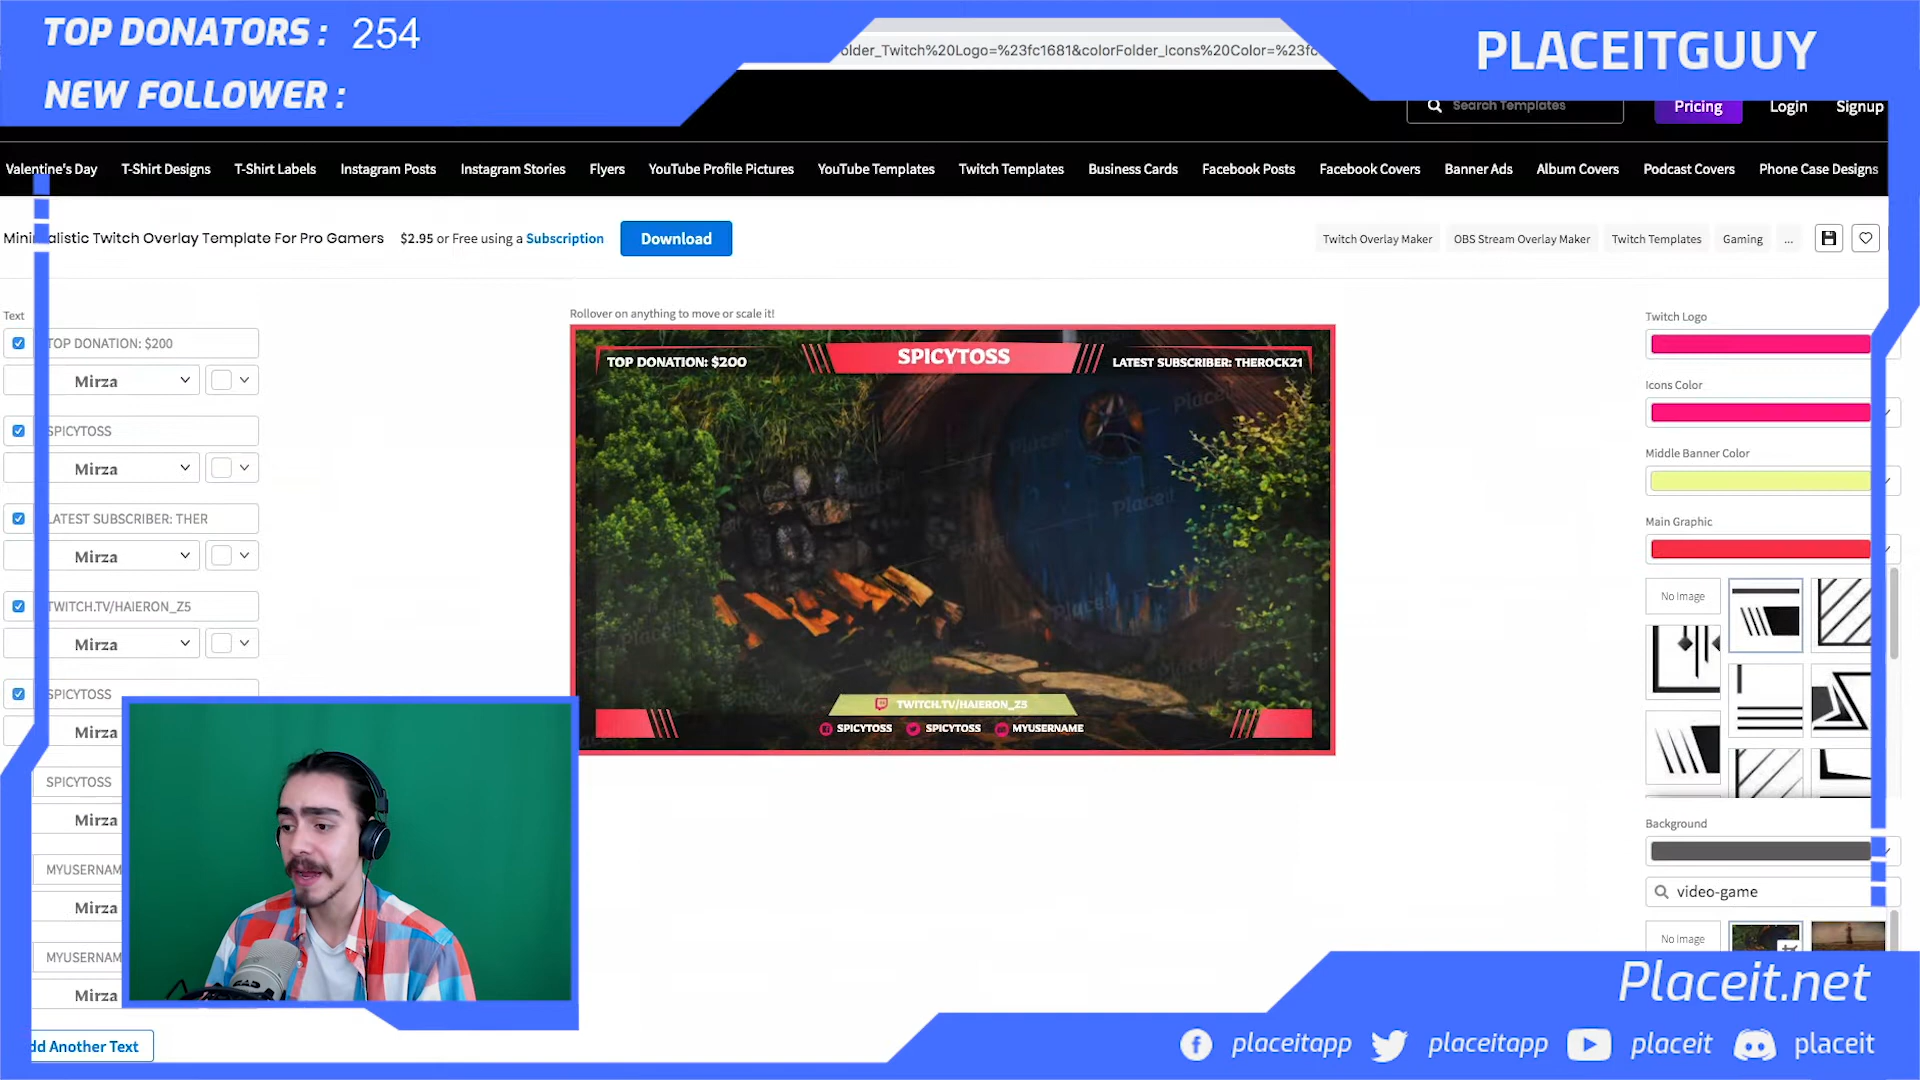 TOP DONATORS : 254
NEW FOLLOWER :
older_Twitch%20Logo=%23fc1681&colorFolder_Icons%20Color=%23fc
PLACEITGUUY
Search Templates
Pricing
Login
Signup
Valentine's Day
T-Shirt Designs
T-Shirt Labels
Instagram Posts
Instagram Stories
Flyers
YouTube Profile Pictures
YouTube Templates
Twitch Templates
Business Cards
Facebook Posts
Facebook Covers
Banner Ads
Album Covers
Podcast Covers
Phone Case Designs
Minimalistic Twitch Overlay Template For Pro Gamers
$2.95 or Free using a Subscription
Download
Twitch Overlay Maker
OBS Stream Overlay Maker
Twitch Templates
Gaming
...
Text
TOP DONATION: $200
Mirza
SPICYTOSS
Mirza
LATEST SUBSCRIBER: THER
Mirza
TWITCH.TV/HAIERON_Z5
Mirza
SPICYTOSS
Mirza
SPICYTOSS
Mirza
MYUSERNAM
Mirza
MYUSERNAM
Mirza
dd Another Text
Rollover on anything to move or scale it!
TOP DONATION: $200
SPICYTOSS
LATEST SUBSCRIBER: THEROCK21
Placeit
Placeit
Placeit
Placeit
Placeit
Placeit
TWITCH.TV/HAIERON_Z5
SPICYTOSS
SPICYTOSS
MYUSERNAME
Twitch Logo
Icons Color
Middle Banner Color
Main Graphic
No Image
Background
video-game
No Image
Placeit.net
placeitapp
placeitapp
placeit
placeit